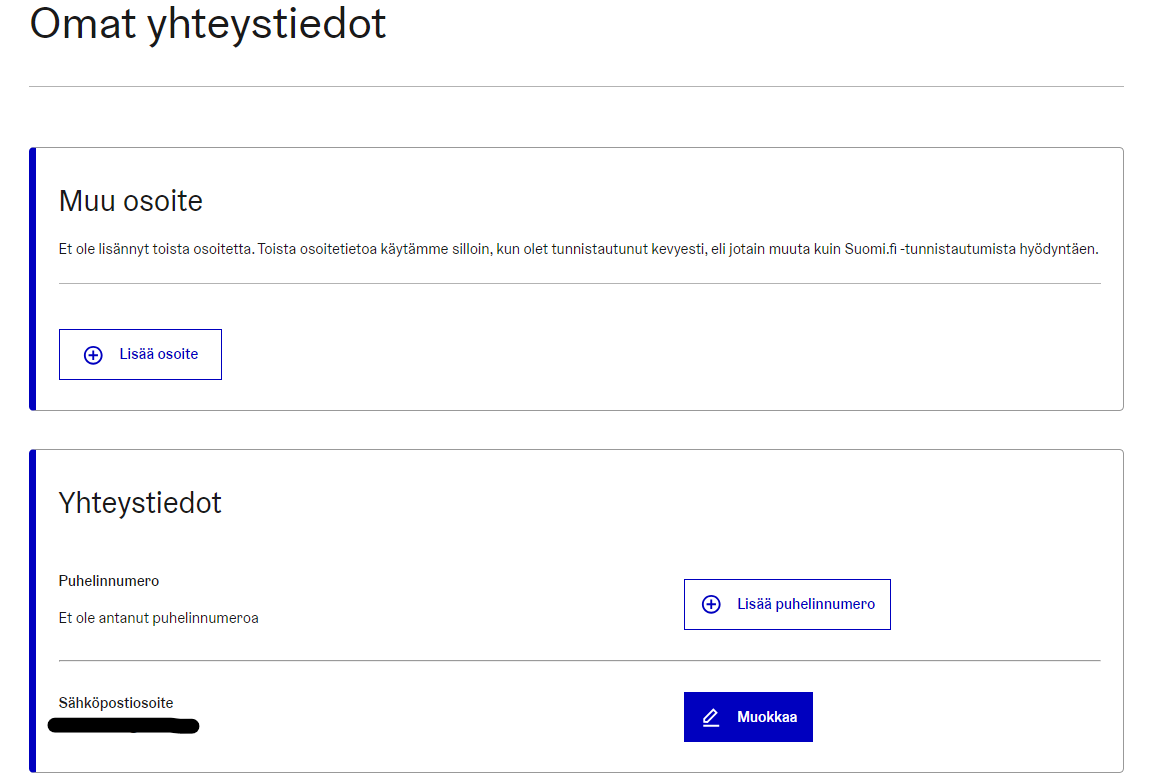 Omat yhteystiedot
Muu osoite
Et ole lisännyt toista osoitetta. Toista osoitetietoa käytämme silloin, kun olet tunnistautunut kevyesti, eli jotain muuta kuin Suomi.fi -tunnistautumista hyödyntäen.
Lisää osoite
Yhteystiedot
Puhelinnumero
Et ole antanut puhelinnumeroa
Lisää puhelinnumero
Sähköpostiosoite
Muokkaa